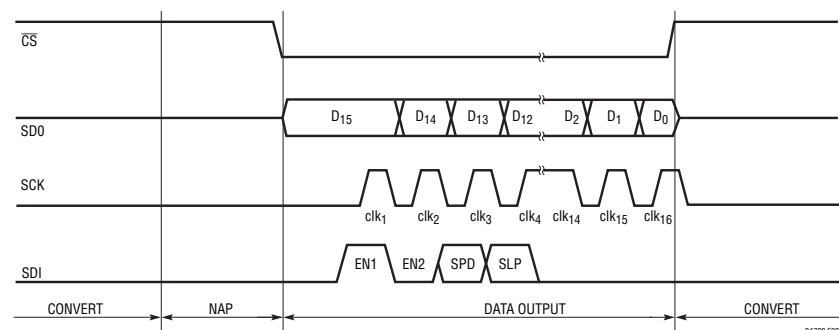 CS
D15 D14 D13 D12 D2 D1 D0
SD0
SCK
clk1 clk2 clk3 clk4 clk14 clk15 clk16
EN1 EN2 SPD SLP
SDI
CONVERT NAP DATA OUTPUT CONVERT